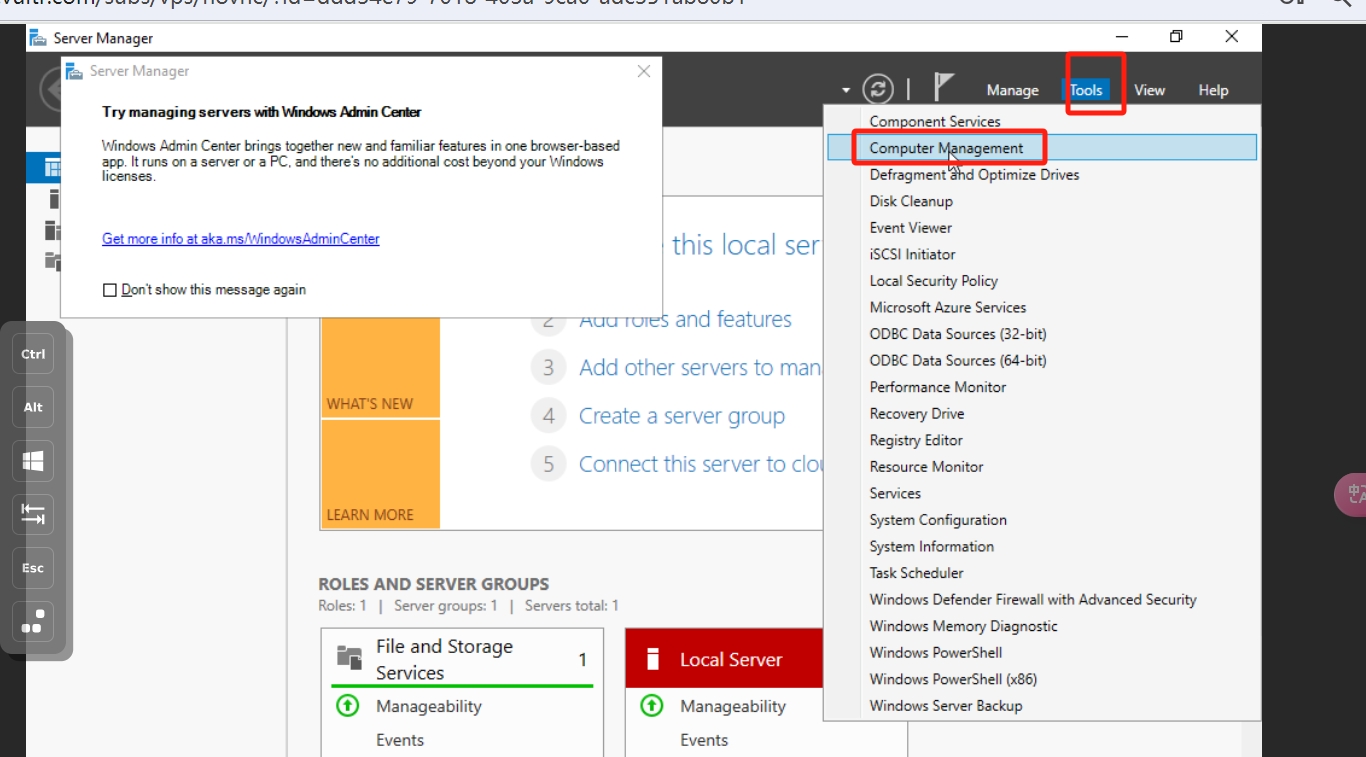 Server Manager
Server Manager
Try managing servers with Windows Admin Center
Windows Admin Center brings together new and familiar features in one browser-based
app. It runs on a server or a PC, and there's no additional cost beyond your Windows
licenses.
Get more info at aka.ms/WindowsAdminCenter
Don't show this message again
Manage Tools View Help
Component Services
Computer Management
Defragment and Optimize Drives
Disk Cleanup
Event Viewer
iSCSI Initiator
Local Security Policy
Microsoft Azure Services
ODBC Data Sources (32-bit)
ODBC Data Sources (64-bit)
Performance Monitor
Recovery Drive
Registry Editor
Resource Monitor
Services
System Configuration
System Information
Task Scheduler
Windows Defender Firewall with Advanced Security
Windows Memory Diagnostic
Windows PowerShell
Windows PowerShell (x86)
Windows Server Backup
this local ser
2 Add roles and features
3 Add other servers to man
4 Create a server group
5 Connect this server to clou
WHAT'S NEW
LEARN MORE
Ctrl
Alt
Esc
ROLES AND SERVER GROUPS
Roles: 1 | Server groups: 1 | Servers total: 1
File and Storage
Services
1
Manageability
Events
Local Server
Manageability
Events